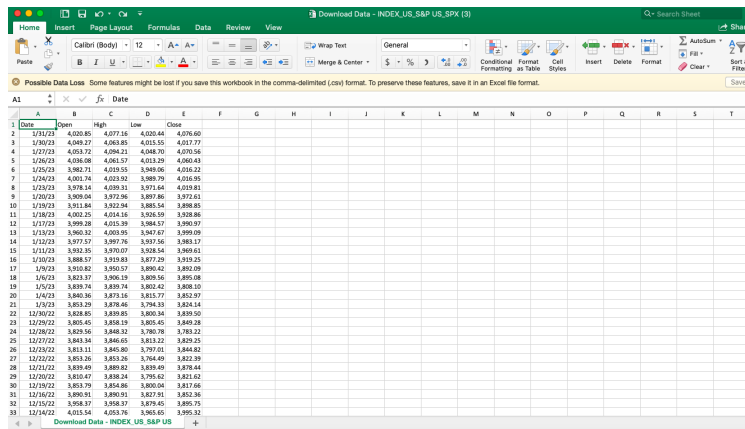 Download Data - INDEX_US_S&P US_SPX (3)
Search Sheet
Home Insert Page Layout Formulas Data Review View
Share
Paste
Calibri (Body) 12 A A
B I U A
Wrap Text
Merge & Center
General
$ % )
Conditional Formatting
Format as Table
Cell Styles
Insert
Delete
Format
AutoSum
Fill
Clear
Sort &
Filter
Possible Data Loss Some features might be lost if you save this workbook in the comma-delimited (.csv) format. To preserve these features, save it in an Excel file format.
Save
A1 fx Date
A B C D E F G H I J K L M N O P Q R S T
1 Date Open High Low Close
2 1/31/23 4,020.85 4,077.16 4,020.44 4,076.60
3 1/30/23 4,049.27 4,063.85 4,015.55 4,017.77
4 1/27/23 4,053.72 4,094.21 4,048.70 4,070.56
5 1/26/23 4,036.08 4,061.57 4,013.29 4,060.43
6 1/25/23 3,982.71 4,019.55 3,949.06 4,016.22
7 1/24/23 4,001.74 4,023.92 3,989.79 4,016.95
8 1/23/23 3,978.14 4,039.31 3,971.64 4,019.81
9 1/20/23 3,909.04 3,972.96 3,897.86 3,972.61
10 1/19/23 3,911.84 3,922.94 3,885.54 3,898.85
11 1/18/23 4,002.25 4,014.16 3,926.59 3,928.86
12 1/17/23 3,999.28 4,015.39 3,984.57 3,990.97
13 1/13/23 3,960.32 4,003.95 3,947.67 3,999.09
14 1/12/23 3,977.57 3,997.76 3,937.56 3,983.17
15 1/11/23 3,932.35 3,970.07 3,928.54 3,969.61
16 1/10/23 3,888.57 3,919.83 3,877.29 3,919.25
17 1/9/23 3,910.82 3,950.57 3,890.42 3,892.09
18 1/6/23 3,823.37 3,906.19 3,809.56 3,895.08
19 1/5/23 3,839.74 3,839.74 3,802.42 3,808.10
20 1/4/23 3,840.36 3,873.16 3,815.77 3,852.97
21 1/3/23 3,853.29 3,878.46 3,794.33 3,824.14
22 12/30/22 3,828.85 3,839.85 3,800.34 3,839.50
23 12/29/22 3,805.45 3,858.19 3,805.45 3,849.28
24 12/28/22 3,829.56 3,848.32 3,780.78 3,783.22
25 12/27/22 3,843.34 3,846.65 3,813.22 3,829.25
26 12/23/22 3,813.11 3,845.80 3,797.01 3,844.82
27 12/22/22 3,853.26 3,853.26 3,764.49 3,822.39
28 12/21/22 3,839.49 3,889.82 3,839.49 3,878.44
29 12/20/22 3,810.47 3,838.24 3,795.62 3,821.62
30 12/19/22 3,853.79 3,854.86 3,800.04 3,817.66
31 12/16/22 3,890.91 3,890.91 3,827.91 3,852.36
32 12/15/22 3,958.37 3,958.37 3,879.45 3,895.75
33 12/14/22 4,015.54 4,053.76 3,965.65 3,995.32
Download Data - INDEX_US_S&P US +